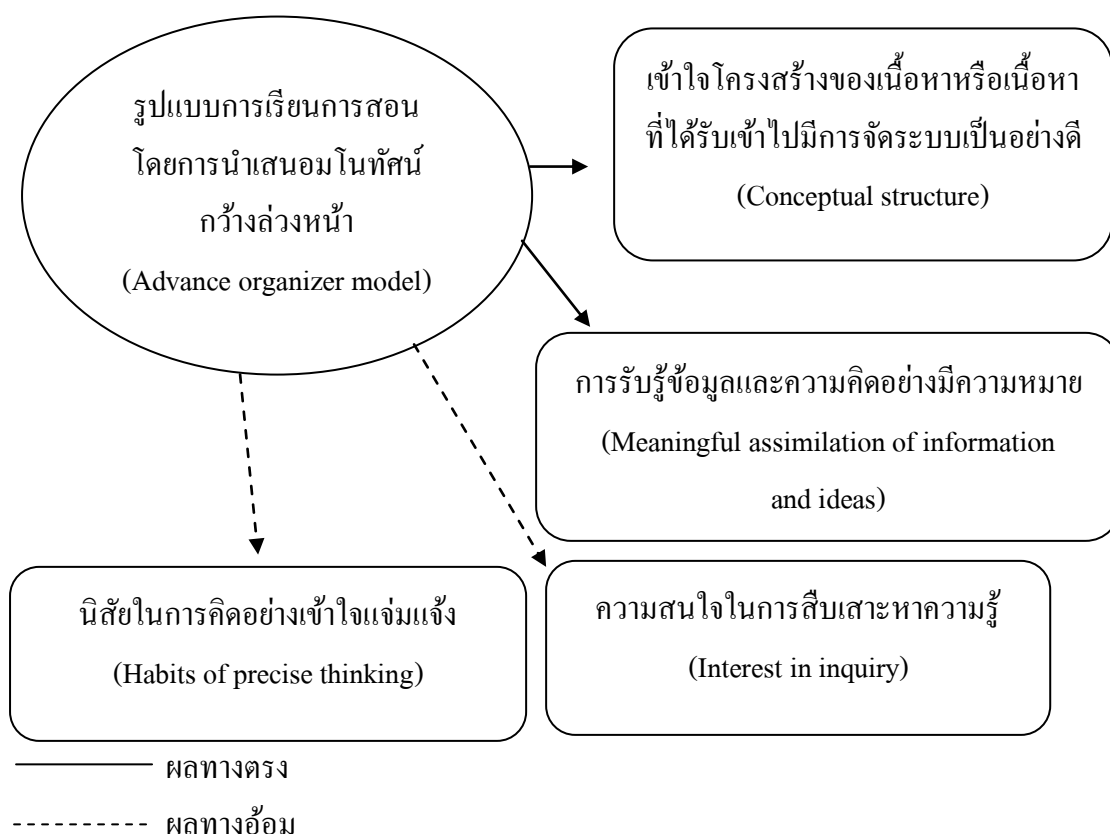 รูปแบบการเรียนการสอน
โดยการนำเสนอมโนทัศน์
กว้างล่วงหน้า
(Advance organizer model)
เข้าใจโครงสร้างของเนื้อหาหรือเนื้อหา
ที่ได้รับเข้าไปมีการจัดระบบเป็นอย่างดี
(Conceptual structure)
การรับรู้ข้อมูลและความคิดอย่างมีความหมาย
(Meaningful assimilation of information
and ideas)
นิสัยในการคิดอย่างเข้าใจแจ่มแจ้ง
(Habits of precise thinking)
ความสนใจในการสืบเสาะหาความรู้
(Interest in inquiry)
ผลทางตรง
ผลทางอ้อม